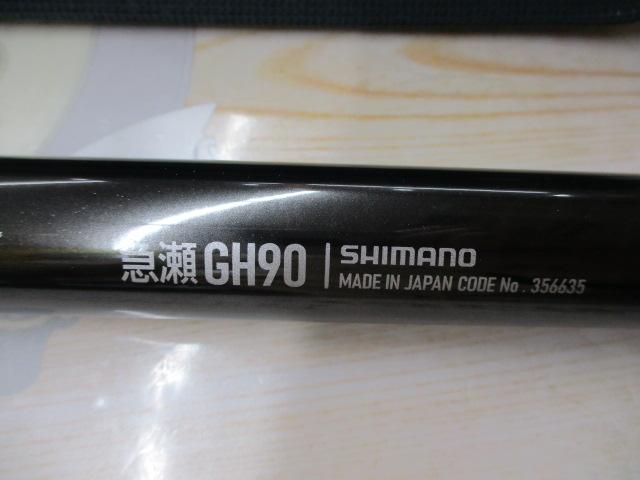 急瀬 GH90
SHIMANO
MADE IN JAPAN CODE No. 356635